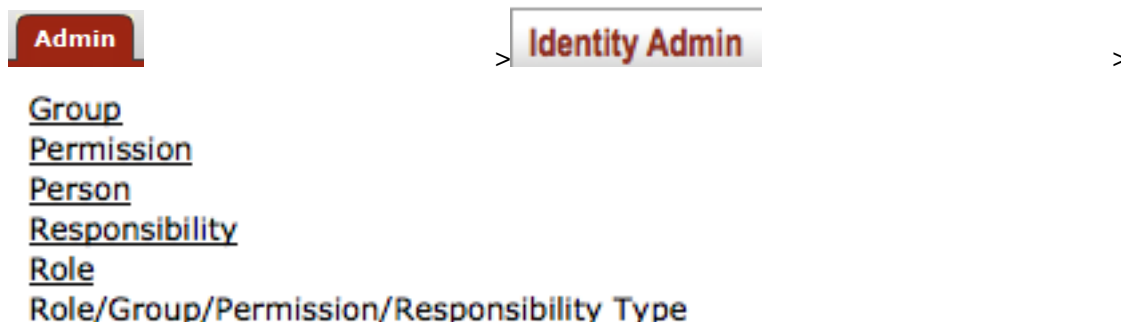 Admin > Identity Admin >
Group
Permission
Person
Responsibility
Role
Role/Group/Permission/Responsibility Type